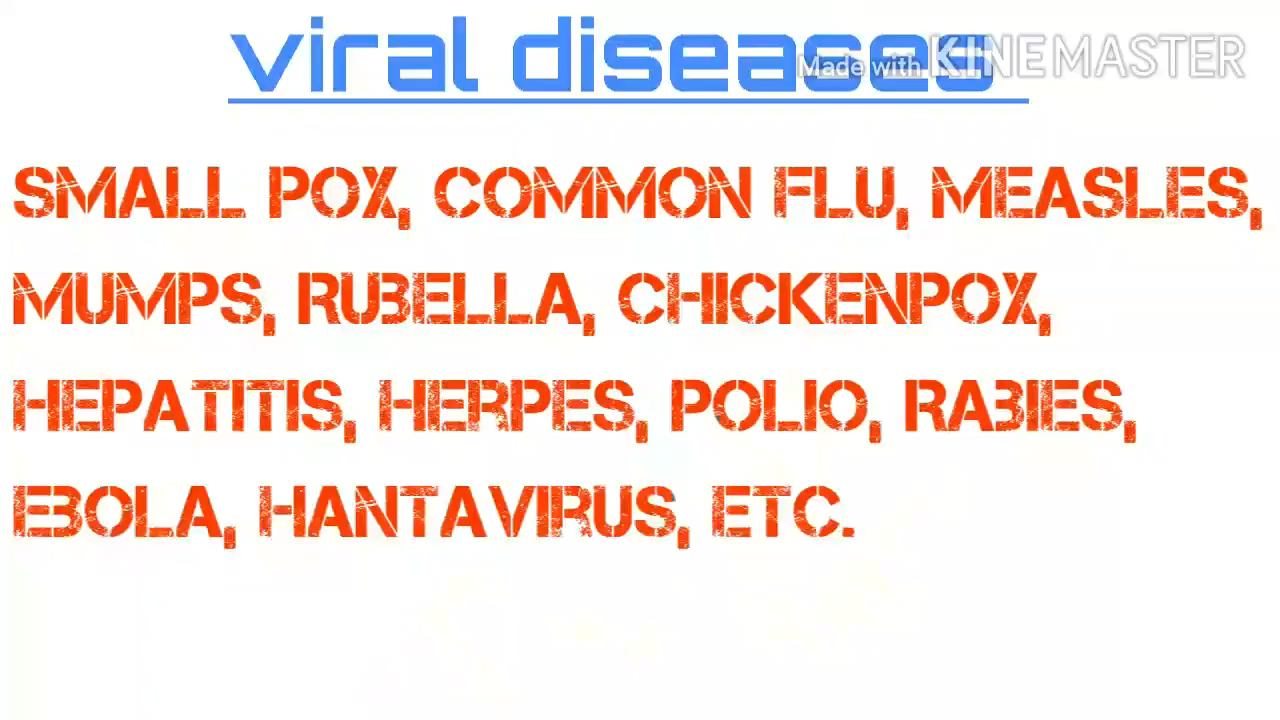 viral diseases
Made with KINEMASTER
SMALL POX, COMMON FLU, MEASLES,
MUMPS, RUBELLA, CHICKENPOX,
HEPATITIS, HERPES, POLIO, RABIES,
EBOLA, HANTAVIRUS, ETC.